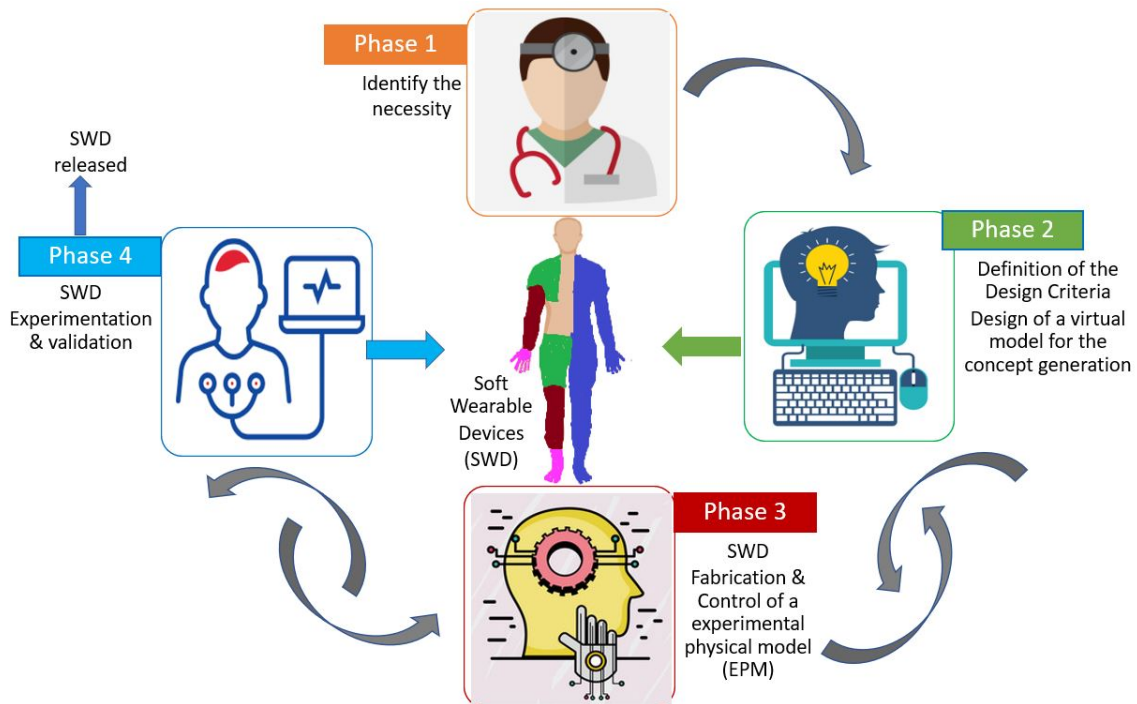 Phase 1
Identify the
necessity
SWD
released
Phase 4
SWD
Experimentation
& validation
Phase 2
Definition of the
Design Criteria
Design of a virtual
model for the
concept generation
Soft
Wearable
Devices
(SWD)
Phase 3
SWD
Fabrication &
Control of a
experimental
physical model
(EPM)